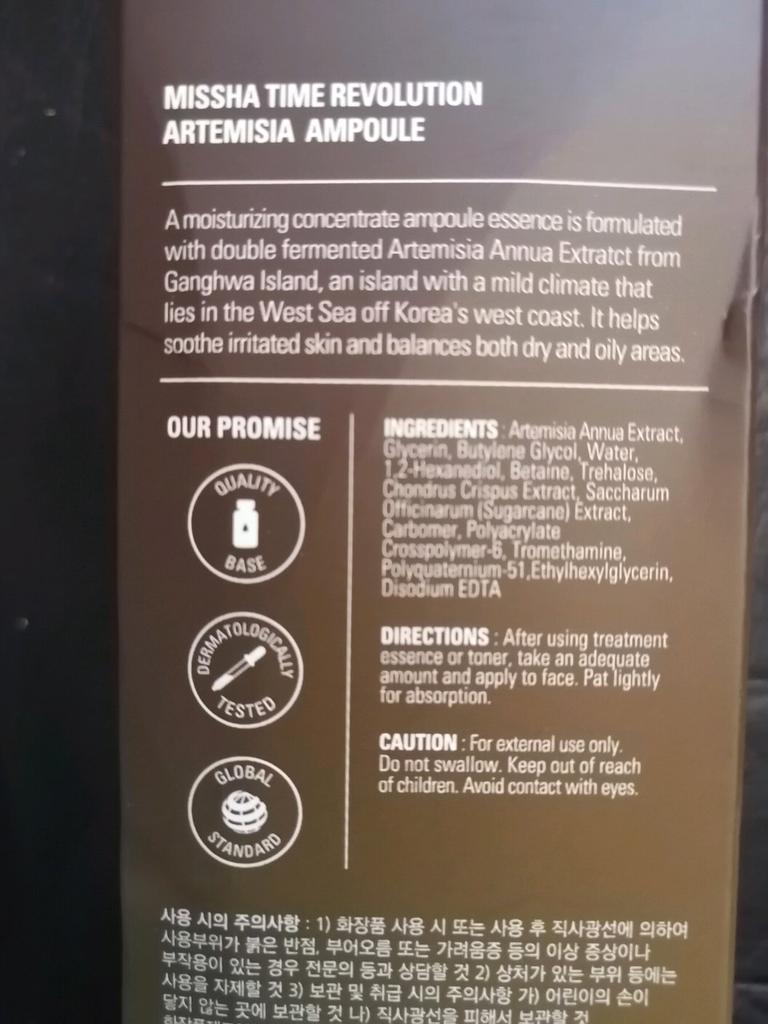 MISSHA TIME REVOLUTION
ARTEMISIA AMPOULE
A moisturizing concentrate ampoule essence is formulated
with double fermented Artemisia Annua Extratct from
Ganghwa Island, an island with a mild climate that
lies in the West Sea off Korea's west coast. It helps
soothe irritated skin and balances both dry and oily areas.
OUR PROMISE
QUALITY
BASE
DERMATOLOGICALLY
TESTED
GLOBAL
STANDARD
INGREDIENTS : Artemisia Annua Extract,
Glycerin, Butylene Glycol, Water,
1,2-Hexanediol, Betaine, Trehalose,
Chondrus Crispus Extract, Saccharum
Officinarum (Sugarcane) Extract,
Carbomer, Polyacrylate
Crosspolymer-6, Tromethamine,
Polyquaternium-51,Ethylhexylglycerin,
Disodium EDTA
DIRECTIONS : After using treatment
essence or toner, take an adequate
amount and apply to face. Pat lightly
for absorption.
CAUTION : For external use only.
Do not swallow. Keep out of reach
of children. Avoid contact with eyes.
사용 시의 주의사항 : 1) 화장품 사용 시 또는 사용 후 직사광선에 의하여
사용부위가 붉은 반점, 부어오름 또는 가려움증 등의 이상 증상이나
부작용이 있는 경우 전문의 등과 상담할 것 2) 상처가 있는 부위 등에는
사용을 자제할 것 3) 보관 및 취급 시의 주의사항 가) 어린이의 손이
닿지 않는 곳에 보관할 것 나) 직사광선을 피해서 보관할 것